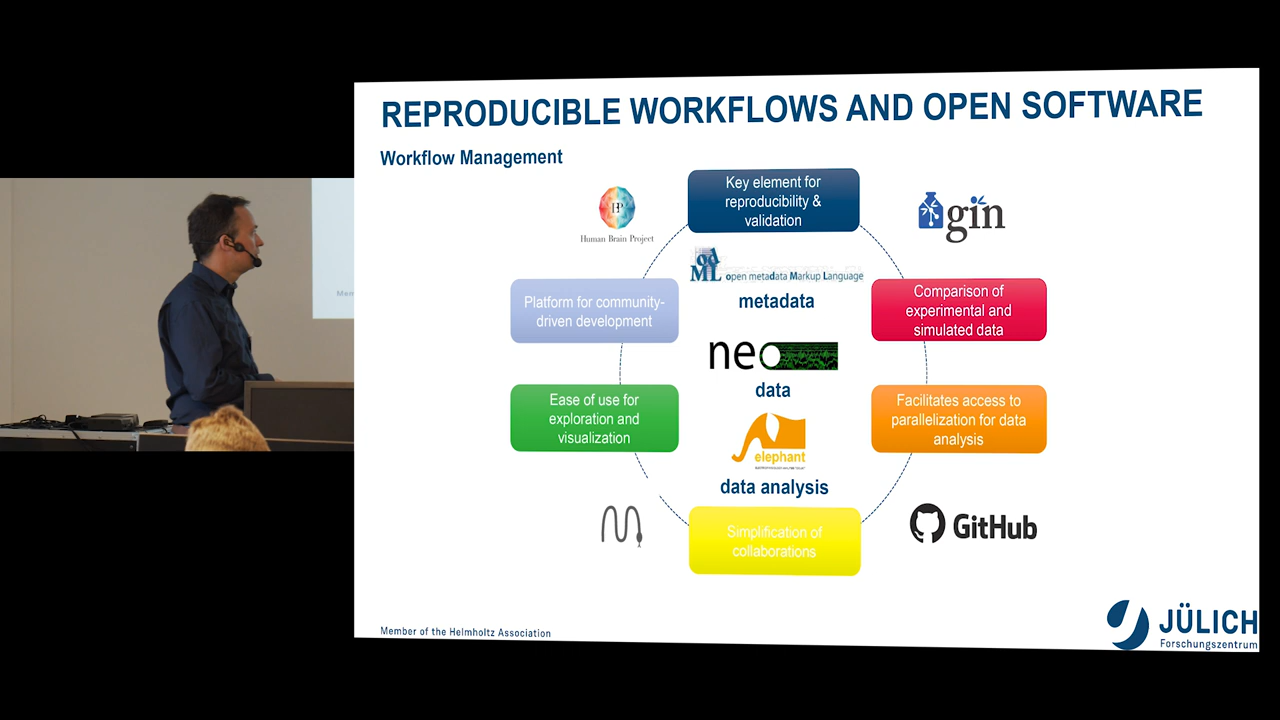 REPRODUCIBLE WORKFLOWS AND OPEN SOFTWARE
Workflow Management
Key element for
reproducibility &
validation
Human Brain Project
gin
odML open metadata Markup Language
metadata
Platform for community-
driven development
Comparison of
experimental and
simulated data
neo
data
Ease of use for
exploration and
visualization
Facilitates access to
parallelization for data
analysis
elephant
data analysis
Simplification of
collaborations
GitHub
Member of the Helmholtz Association
JÜLICH
Forschungszentrum
Mem